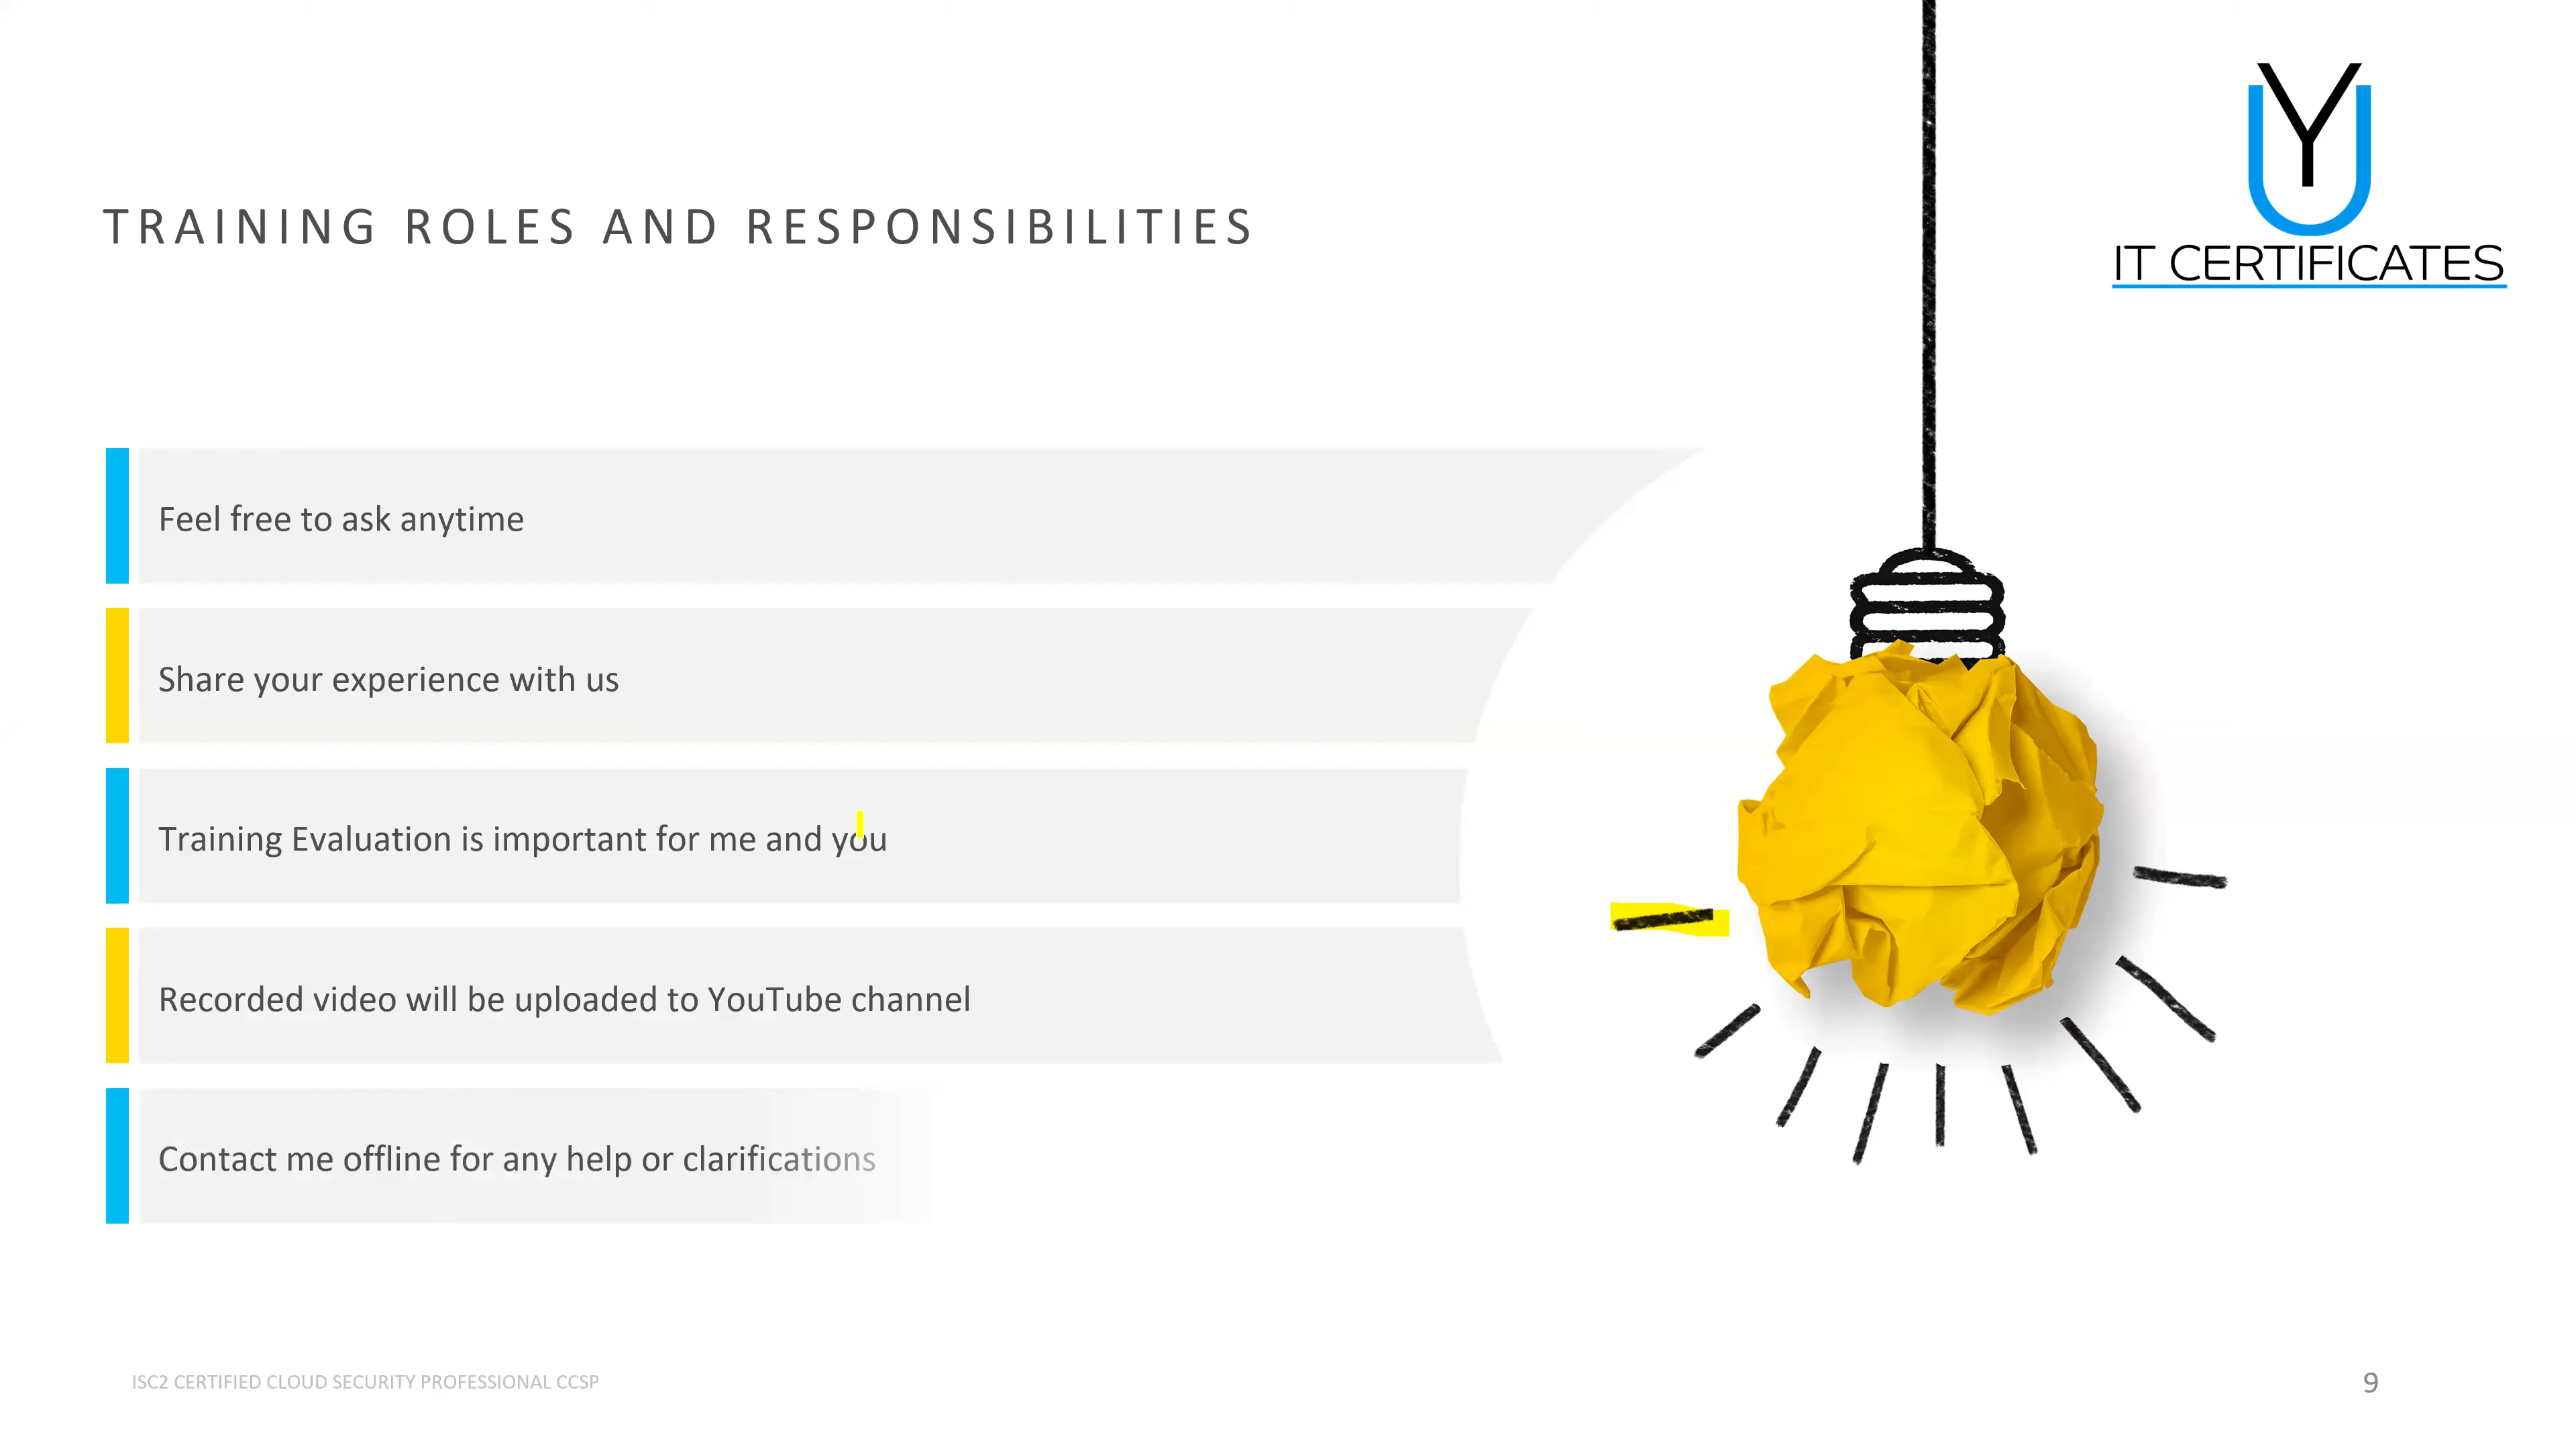 TRAINING ROLES AND RESPONSIBILITIES
YU
IT CERTIFICATES
Feel free to ask anytime
Share your experience with us
Training Evaluation is important for me and you
Recorded video will be uploaded to YouTube channel
Contact me offline for any help or clarifications
ISC2 CERTIFIED CLOUD SECURITY PROFESSIONAL CCSP
9